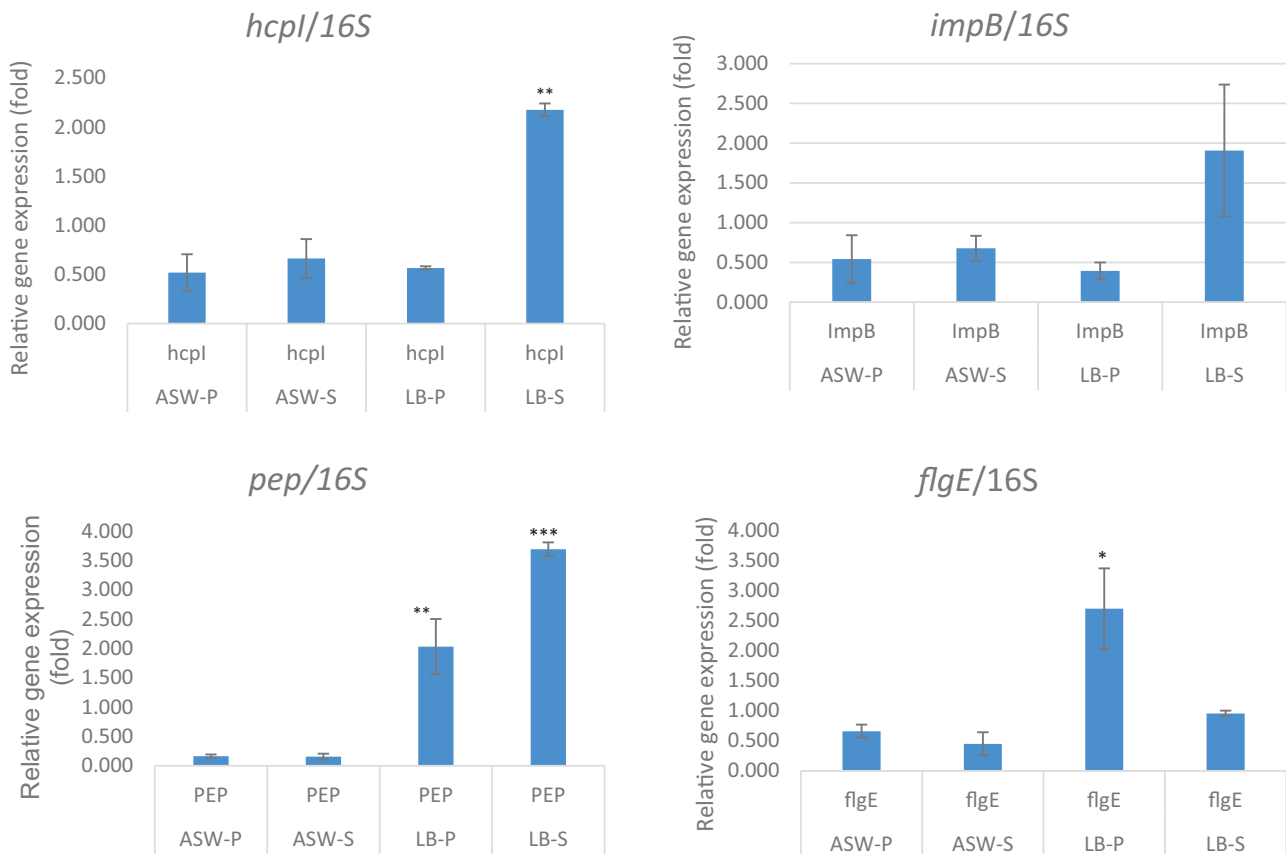 hcpI/16S
Relative gene expression (fold)
2.500
2.000
1.500
1.000
0.500
0.000
**
hcpI hcpI hcpI hcpI
ASW-P ASW-S LB-P LB-S
impB/16S
Relative gene expression (fold)
3.000
2.500
2.000
1.500
1.000
0.500
0.000
ImpB ImpB ImpB ImpB
ASW-P ASW-S LB-P LB-S
pep/16S
Relative gene expression
(fold)
4.000
3.500
3.000
2.500
2.000
1.500
1.000
0.500
0.000
**
***
PEP PEP PEP PEP
ASW-P ASW-S LB-P LB-S
flgE/16S
Relative gene expression (fold)
4.000
3.500
3.000
2.500
2.000
1.500
1.000
0.500
0.000
*
flgE flgE flgE flgE
ASW-P ASW-S LB-P LB-S